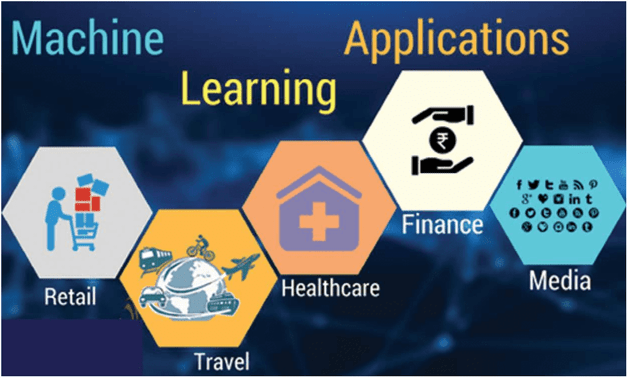 Machine
Learning
Applications
Retail
Travel
Healthcare
₹
Finance
Media